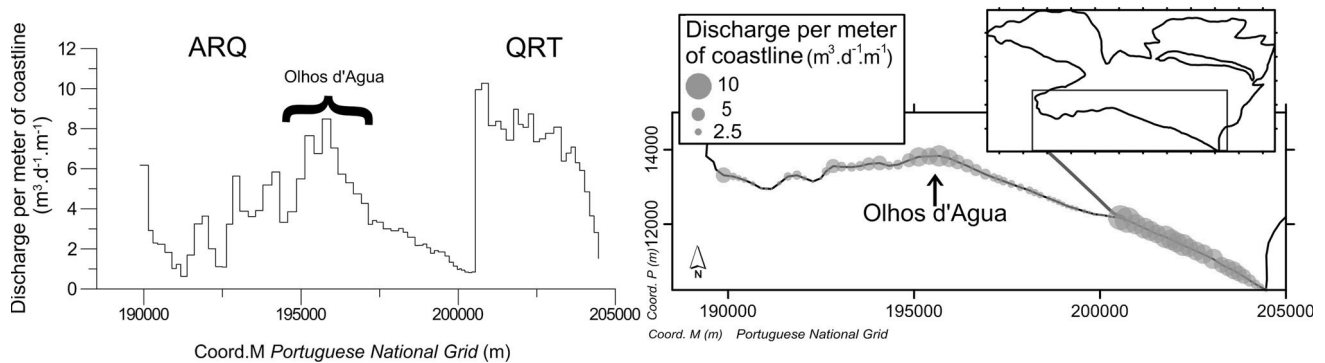 ARQ
QRT
Olhos d'Agua
Discharge per meter of coastline
(m³.d⁻¹.m⁻¹)
12
10
8
6
4
2
0
190000
195000
200000
205000
Coord.M Portuguese National Grid (m)
Discharge per meter
of coastline (m³.d⁻¹.m⁻¹)
10
5
2.5
14000
12000
Coord. P (m)
Olhos d'Agua
N
190000
195000
200000
205000
Coord. M (m) Portuguese National Grid